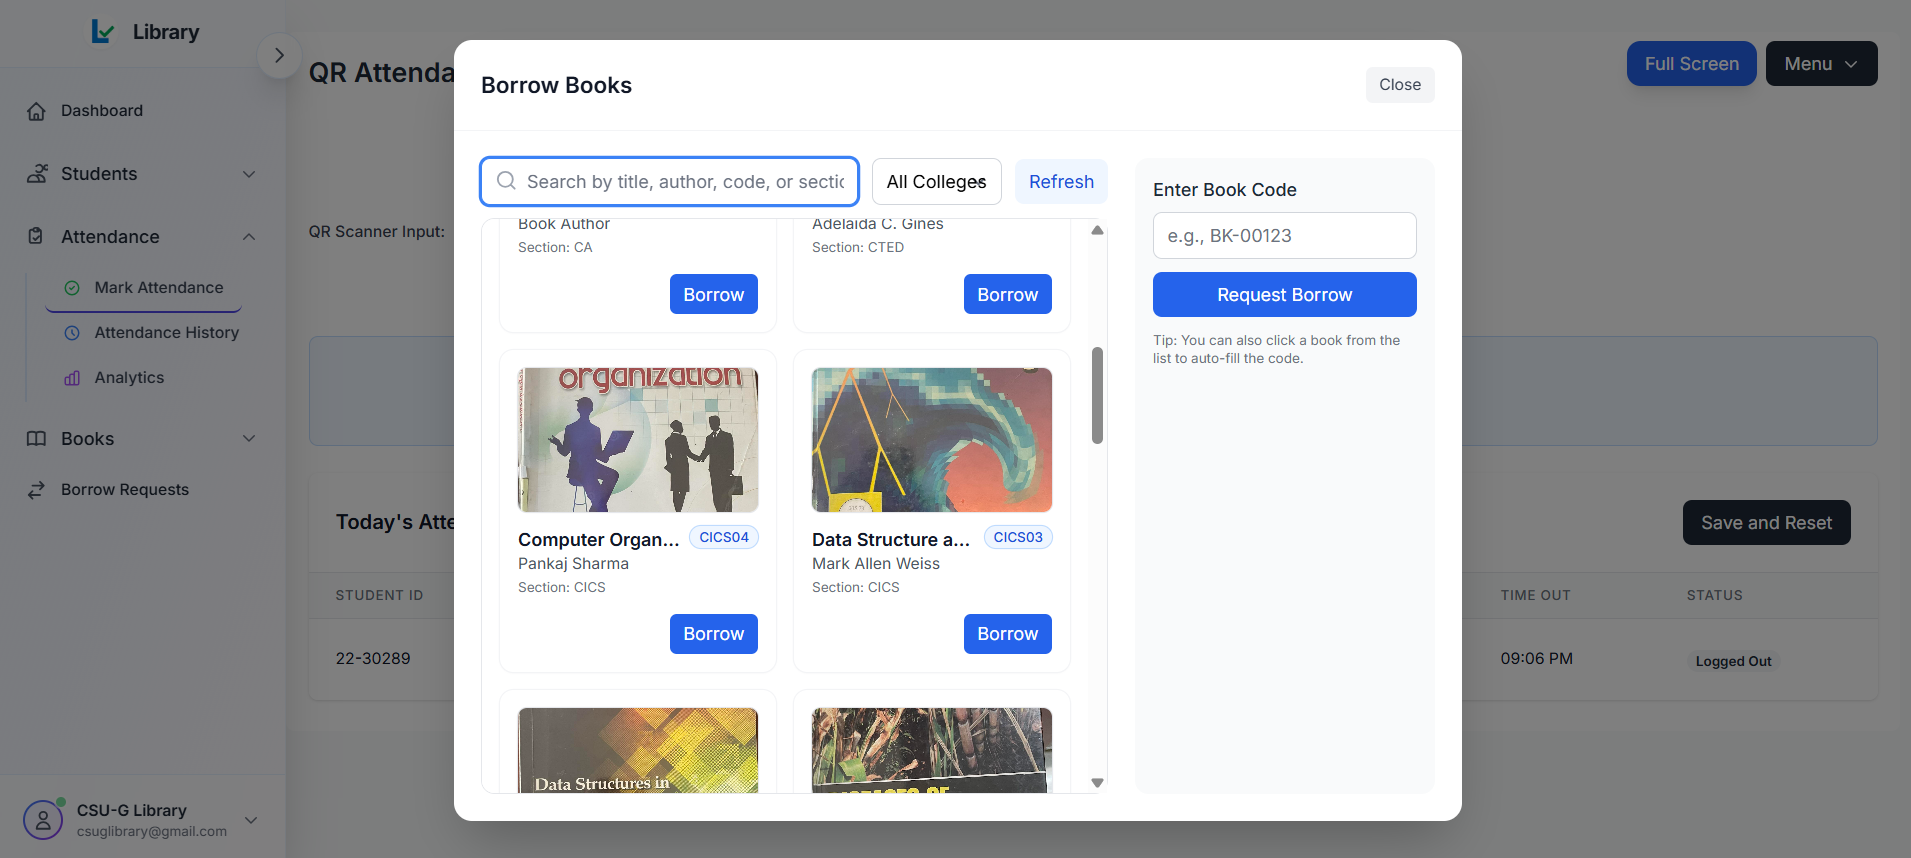 Library
Dashboard
Students
Attendance
Mark Attendance
Attendance History
Analytics
Books
Borrow Requests
CSU-G Library
csuglibrary@gmail.com
QR Attenda
Full Screen
Menu
QR Scanner Input:
Today's Atte
Save and Reset
STUDENT ID
TIME OUT
STATUS
22-30289
09:06 PM
Logged Out
Borrow Books
Close
Search by title, author, code, or sectic
All Colleges
Refresh
Book Author
Section: CA
Borrow
Adelaida C. Gines
Section: CTED
Borrow
organization
Computer Organ...
CICS04
Pankaj Sharma
Section: CICS
Borrow
Data Structure a...
CICS03
Mark Allen Weiss
Section: CICS
Borrow
Data Structures in
Enter Book Code
e.g., BK-00123
Request Borrow
Tip: You can also click a book from the
list to auto-fill the code.